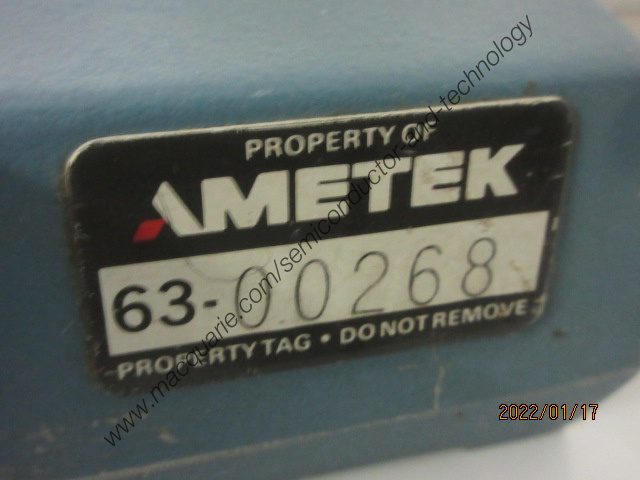 PROPERTY OF
AMETEK
63-00268
PROPERTY TAG • DO NOT REMOVE
www.macquarie.com/semiconductor-and-technology
2022/01/17